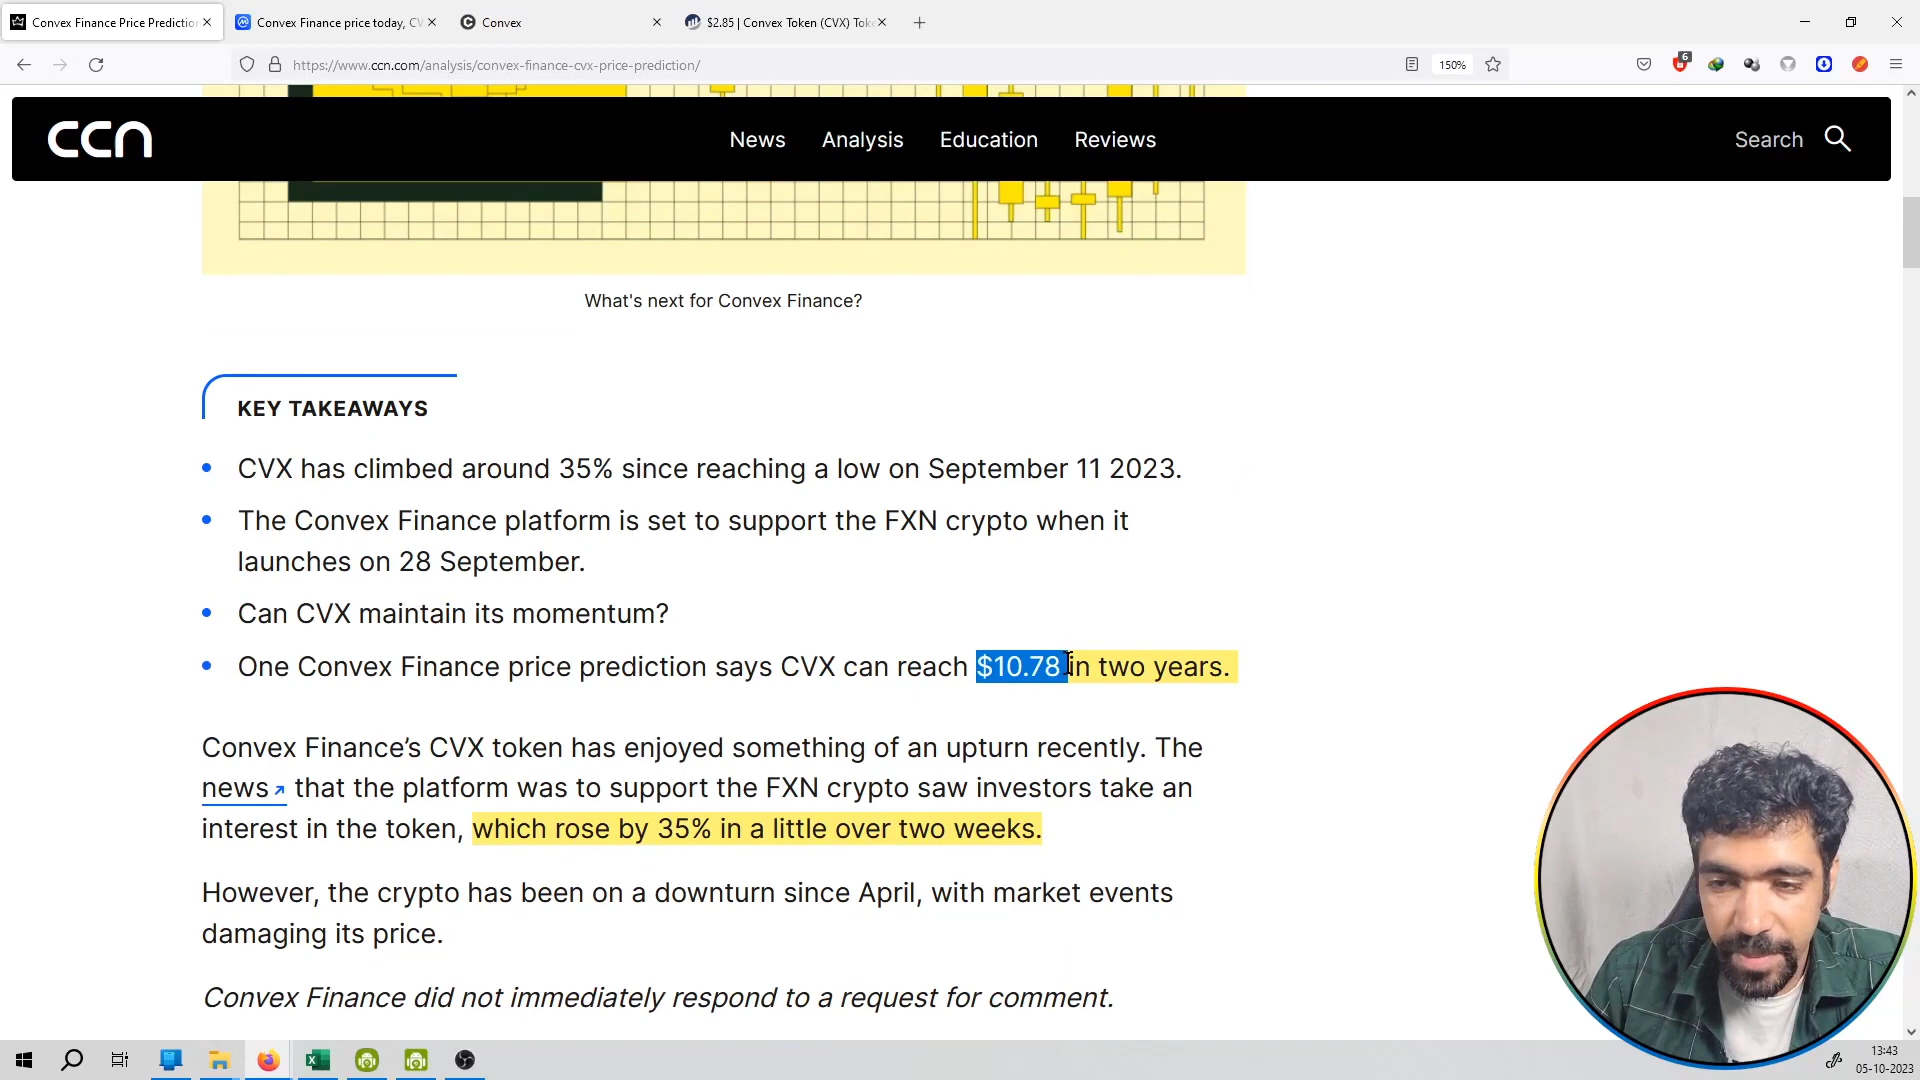 Convex Finance Price Prediction
Convex Finance price today, CV
Convex
$2.85 | Convex Token (CVX) Tok
https://www.ccn.com/analysis/convex-finance-cvx-price-prediction/
150%
6
ccn
News
Analysis
Education
Reviews
Search
What's next for Convex Finance?
KEY TAKEAWAYS
• CVX has climbed around 35% since reaching a low on September 11 2023.
• The Convex Finance platform is set to support the FXN crypto when it
launches on 28 September.
• Can CVX maintain its momentum?
• One Convex Finance price prediction says CVX can reach $10.78 in two years.
Convex Finance’s CVX token has enjoyed something of an upturn recently. The
news that the platform was to support the FXN crypto saw investors take an
interest in the token, which rose by 35% in a little over two weeks.
However, the crypto has been on a downturn since April, with market events
damaging its price.
Convex Finance did not immediately respond to a request for comment.
13:43
05-10-2023